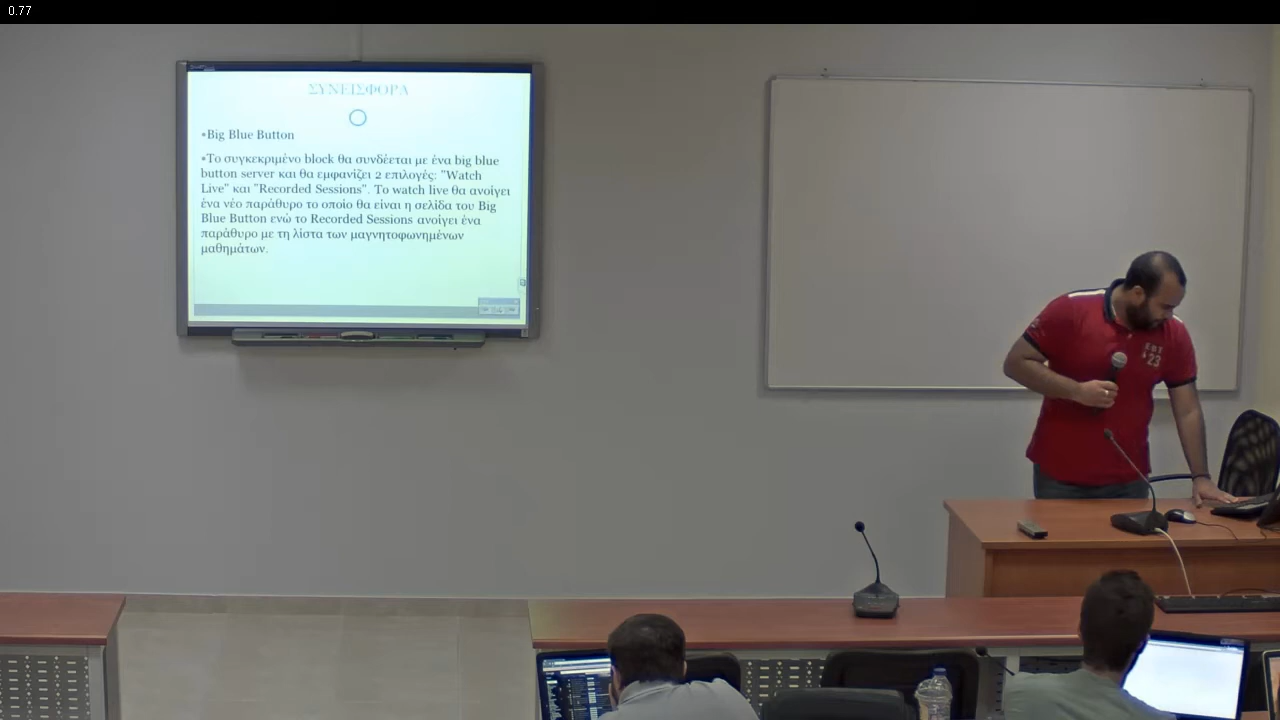 0.77
ΣΥΝΕΙΣΦΟΡΑ
•Big Blue Button
•Το συγκεκριμένο block θα συνδέεται με ένα big blue
button server και θα εμφανίζει 2 επιλογές: "Watch
Live" και "Recorded Sessions". Το watch live θα ανοίγει
ένα νέο παράθυρο το οποίο θα είναι η σελίδα του Big
Blue Button ενώ το Recorded Sessions ανοίγει ένα
παράθυρο με τη λίστα των μαγνητοφωνημένων
μαθημάτων.
23